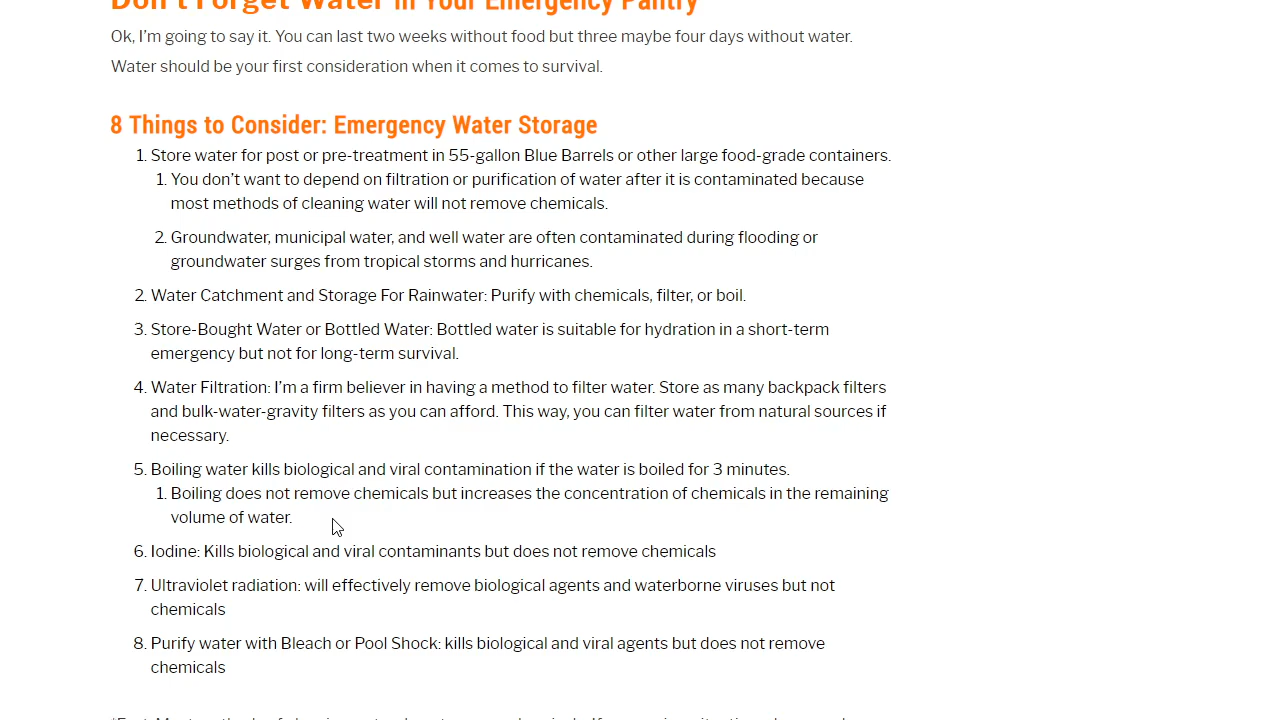 Don't Forget Water in Your Emergency Pantry
Ok, I'm going to say it. You can last two weeks without food but three maybe four days without water.
Water should be your first consideration when it comes to survival.
8 Things to Consider: Emergency Water Storage
1. Store water for post or pre-treatment in 55-gallon Blue Barrels or other large food-grade containers.
1. You don't want to depend on filtration or purification of water after it is contaminated because
most methods of cleaning water will not remove chemicals.
2. Groundwater, municipal water, and well water are often contaminated during flooding or
groundwater surges from tropical storms and hurricanes.
2. Water Catchment and Storage For Rainwater: Purify with chemicals, filter, or boil.
3. Store-Bought Water or Bottled Water: Bottled water is suitable for hydration in a short-term
emergency but not for long-term survival.
4. Water Filtration: I'm a firm believer in having a method to filter water. Store as many backpack filters
and bulk-water-gravity filters as you can afford. This way, you can filter water from natural sources if
necessary.
5. Boiling water kills biological and viral contamination if the water is boiled for 3 minutes.
1. Boiling does not remove chemicals but increases the concentration of chemicals in the remaining
volume of water.
6. Iodine: Kills biological and viral contaminants but does not remove chemicals
7. Ultraviolet radiation: will effectively remove biological agents and waterborne viruses but not
chemicals
8. Purify water with Bleach or Pool Shock: kills biological and viral agents but does not remove
chemicals